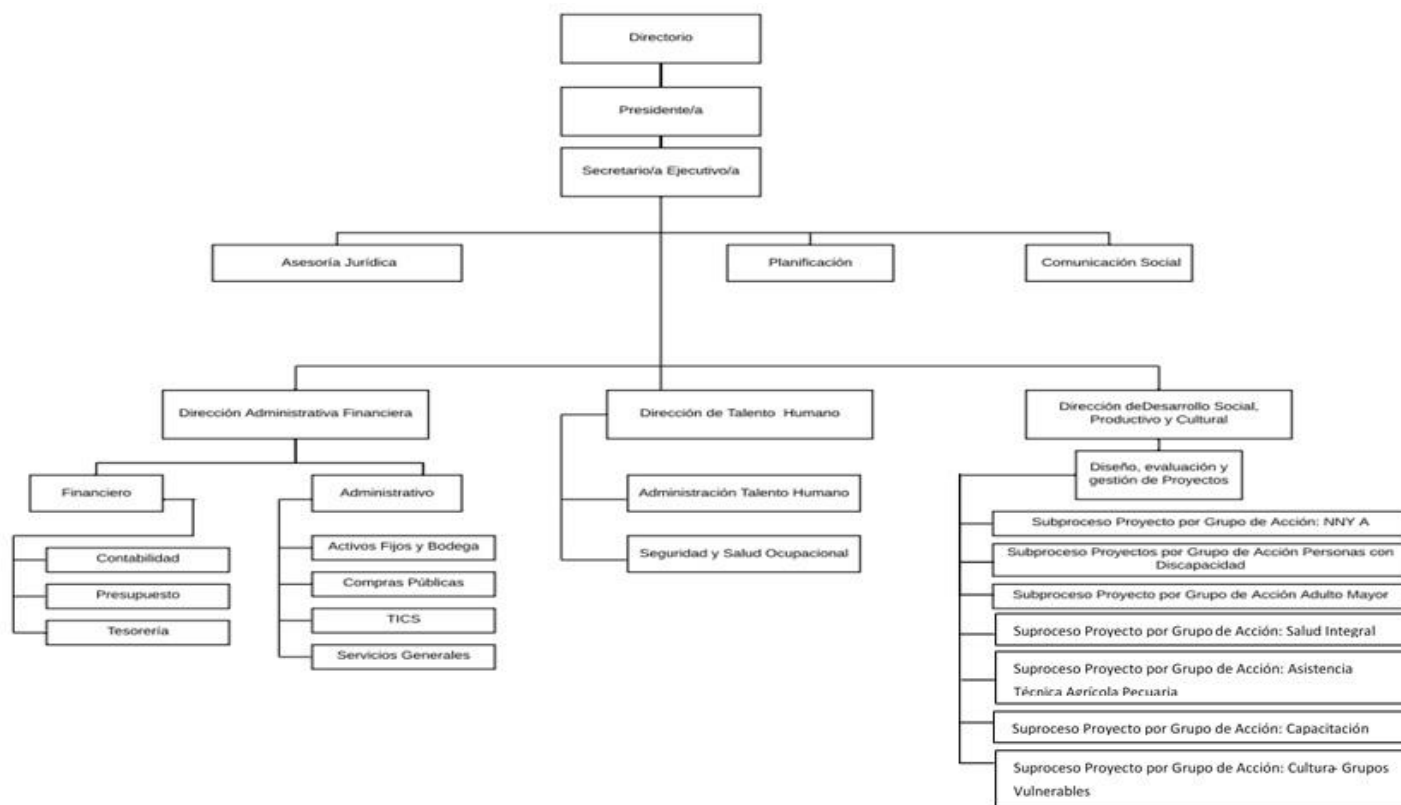 Directorio
Presidente/a
Secretario/a Ejecutivo/a
Asesoría Jurídica
Planificación
Comunicación Social
Dirección Administrativa Financiera
Dirección de Talento Humano
Dirección deDesarrollo Social,
Productivo y Cultural
Financiero
Administrativo
Contabilidad
Presupuesto
Tesorería
Activos Fijos y Bodega
Compras Públicas
TICS
Servicios Generales
Administración Talento Humano
Seguridad y Salud Ocupacional
Diseño, evaluación y
gestión de Proyectos
Subproceso Proyecto por Grupo de Acción: NNY A
Subproceso Proyectos por Grupo de Acción Personas con
Discapacidad
Subproceso Proyecto por Grupo de Acción Adulto Mayor
Suproceso Proyecto por Grupo de Acción: Salud Integral
Suproceso Proyecto por Grupo de Acción: Asistencia
Técnica Agrícola Pecuaria
Suproceso Proyecto por Grupo de Acción: Capacitación
Suproceso Proyecto por Grupo de Acción: Cultura- Grupos
Vulnerables